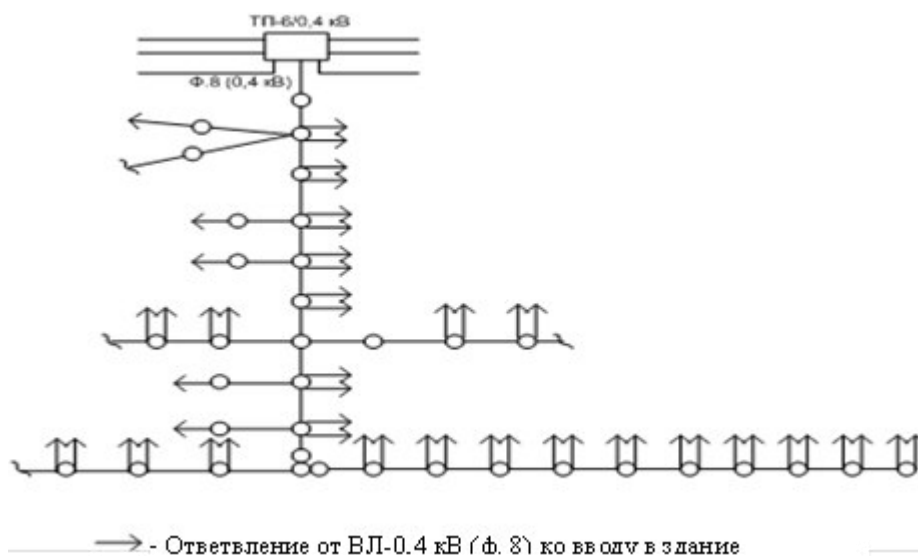 ТП-6/0,4 кВ
Ф.8 (0,4 кВ)
- Ответвление от ВЛ-0,4 кВ (ф. 8) ко вводу в здание